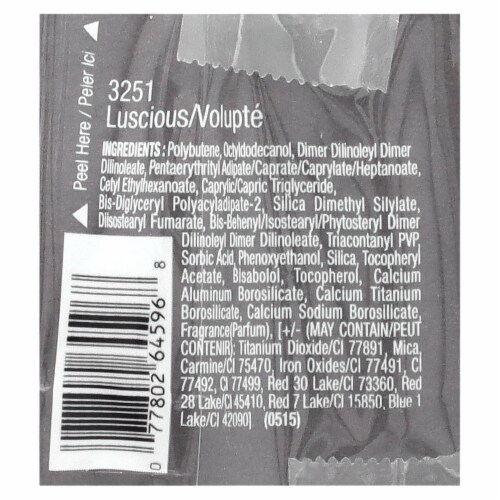 Peel Here / Peler Ici
3251
Luscious/Volupté
INGREDIENTS: Polybutene, Octyldodecanol, Dimer Dilinoleyl Dimer
Dilinoleate, Pentaerythrityl Adipate/Caprate/Caprylate/Heptanoate,
Cetyl Ethylhexanoate, Caprylic/Capric Triglyceride,
Bis-Diglyceryl Polyacyladipate-2, Silica Dimethyl Silylate,
Diisostearyl Fumarate, Bis-Behenyl/Isostearyl/Phytosteryl Dimer
Dilinoleyl Dimer Dilinoleate, Triacontanyl PVP,
Sorbic Acid, Phenoxyethanol, Silica, Tocopheryl
Acetate, Bisabolol, Tocopherol, Calcium
Aluminum Borosilicate, Calcium Titanium
Borosilicate, Calcium Sodium Borosilicate,
Fragrance(Parfum), [+/- (MAY CONTAIN/PEUT
CONTENIR): Titanium Dioxide/CI 77891, Mica,
Carmine/CI 75470, Iron Oxides/CI 77491, CI
77492, CI 77499, Red 30 Lake/CI 73360, Red
28 Lake/CI 45410, Red 7 Lake/CI 15850, Blue 1
Lake/CI 42090]. (0515)
0 77802 64596 8